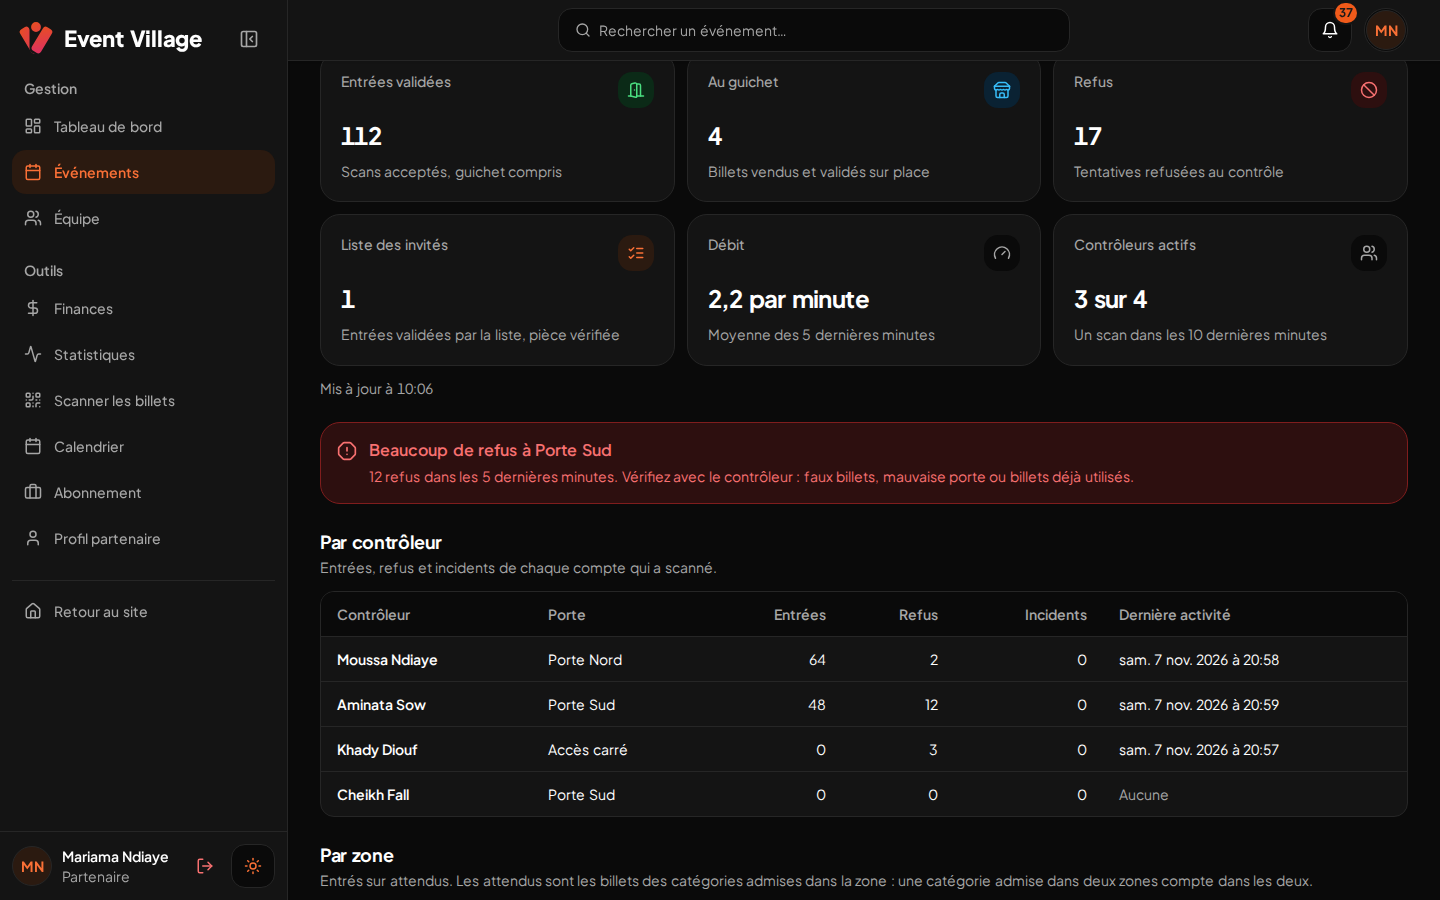 Event Village
Rechercher un événement...
37
MN
Gestion
Tableau de bord
Événements
Équipe
Outils
Finances
Statistiques
Scanner les billets
Calendrier
Abonnement
Profil partenaire
Retour au site
MN
Mariama Ndiaye
Partenaire
Entrées validées
112
Scans acceptés, guichet compris
Au guichet
4
Billets vendus et validés sur place
Refus
17
Tentatives refusées au contrôle
Liste des invités
1
Entrées validées par la liste, pièce vérifiée
Débit
2,2 par minute
Moyenne des 5 dernières minutes
Contrôleurs actifs
3 sur 4
Un scan dans les 10 dernières minutes
Mis à jour à 10:06
Beaucoup de refus à Porte Sud
12 refus dans les 5 dernières minutes. Vérifiez avec le contrôleur : faux billets, mauvaise porte ou billets déjà utilisés.
Par contrôleur
Entrées, refus et incidents de chaque compte qui a scanné.
Contrôleur Porte Entrées Refus Incidents Dernière activité
Moussa Ndiaye Porte Nord 64 2 0 sam. 7 nov. 2026 à 20:58
Aminata Sow Porte Sud 48 12 0 sam. 7 nov. 2026 à 20:59
Khady Diouf Accès carré 0 3 0 sam. 7 nov. 2026 à 20:57
Cheikh Fall Porte Sud 0 0 0 Aucune
Par zone
Entrés sur attendus. Les attendus sont les billets des catégories admises dans la zone : une catégorie admise dans deux zones compte dans les deux.